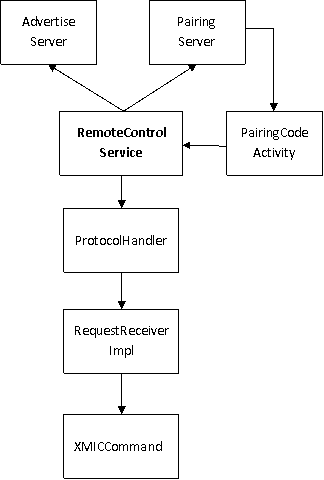 Advertise
Server
Pairing
Server
RemoteControl
Service
PairingCode
Activity
ProtocolHandler
RequestReceiver
Impl
XMICCommand